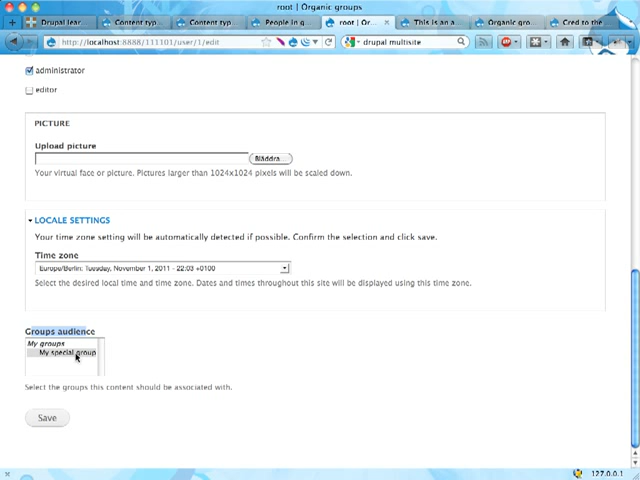 root | Organic groups
Drupal lear
Content typ...
Content typ...
People in g
root | Or...
This is an a
Organic gro...
Cred to the
http://localhost:8888/111101/user/1/edit
drupal multisite
administrator
editor
PICTURE
Upload picture
Bläddra...
Your virtual face or picture. Pictures larger than 1024x1024 pixels will be scaled down.
LOCALE SETTINGS
Your time zone setting will be automatically detected if possible. Confirm the selection and click save.
Time zone
Europe/Berlin: Tuesday, November 1, 2011 - 22:03 +0100
Select the desired local time and time zone. Dates and times throughout this site will be displayed using this time zone.
Groups audience
My groups
My special group
Select the groups this content should be associated with.
Save
127.0.0.1